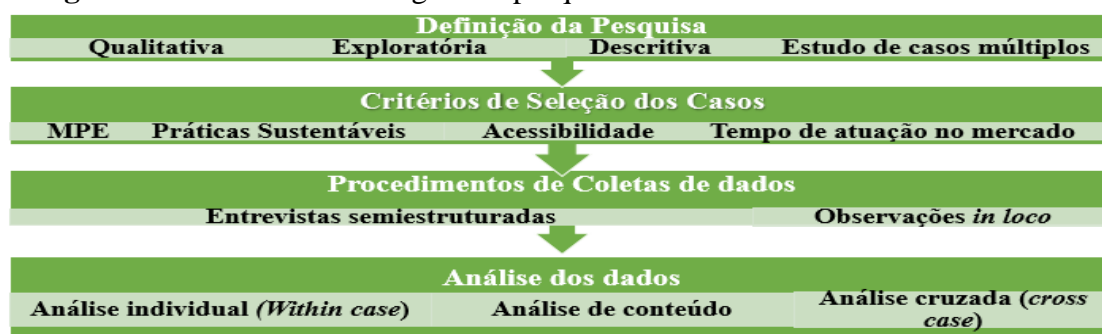 Definição da Pesquisa
Qualitativa Exploratória Descritiva Estudo de casos múltiplos
Critérios de Seleção dos Casos
MPE Práticas Sustentáveis Acessibilidade Tempo de atuação no mercado
Procedimentos de Coletas de dados
Entrevistas semiestruturadas Observações in loco
Análise dos dados
Análise individual (Within case) Análise de conteúdo Análise cruzada (cross
case)